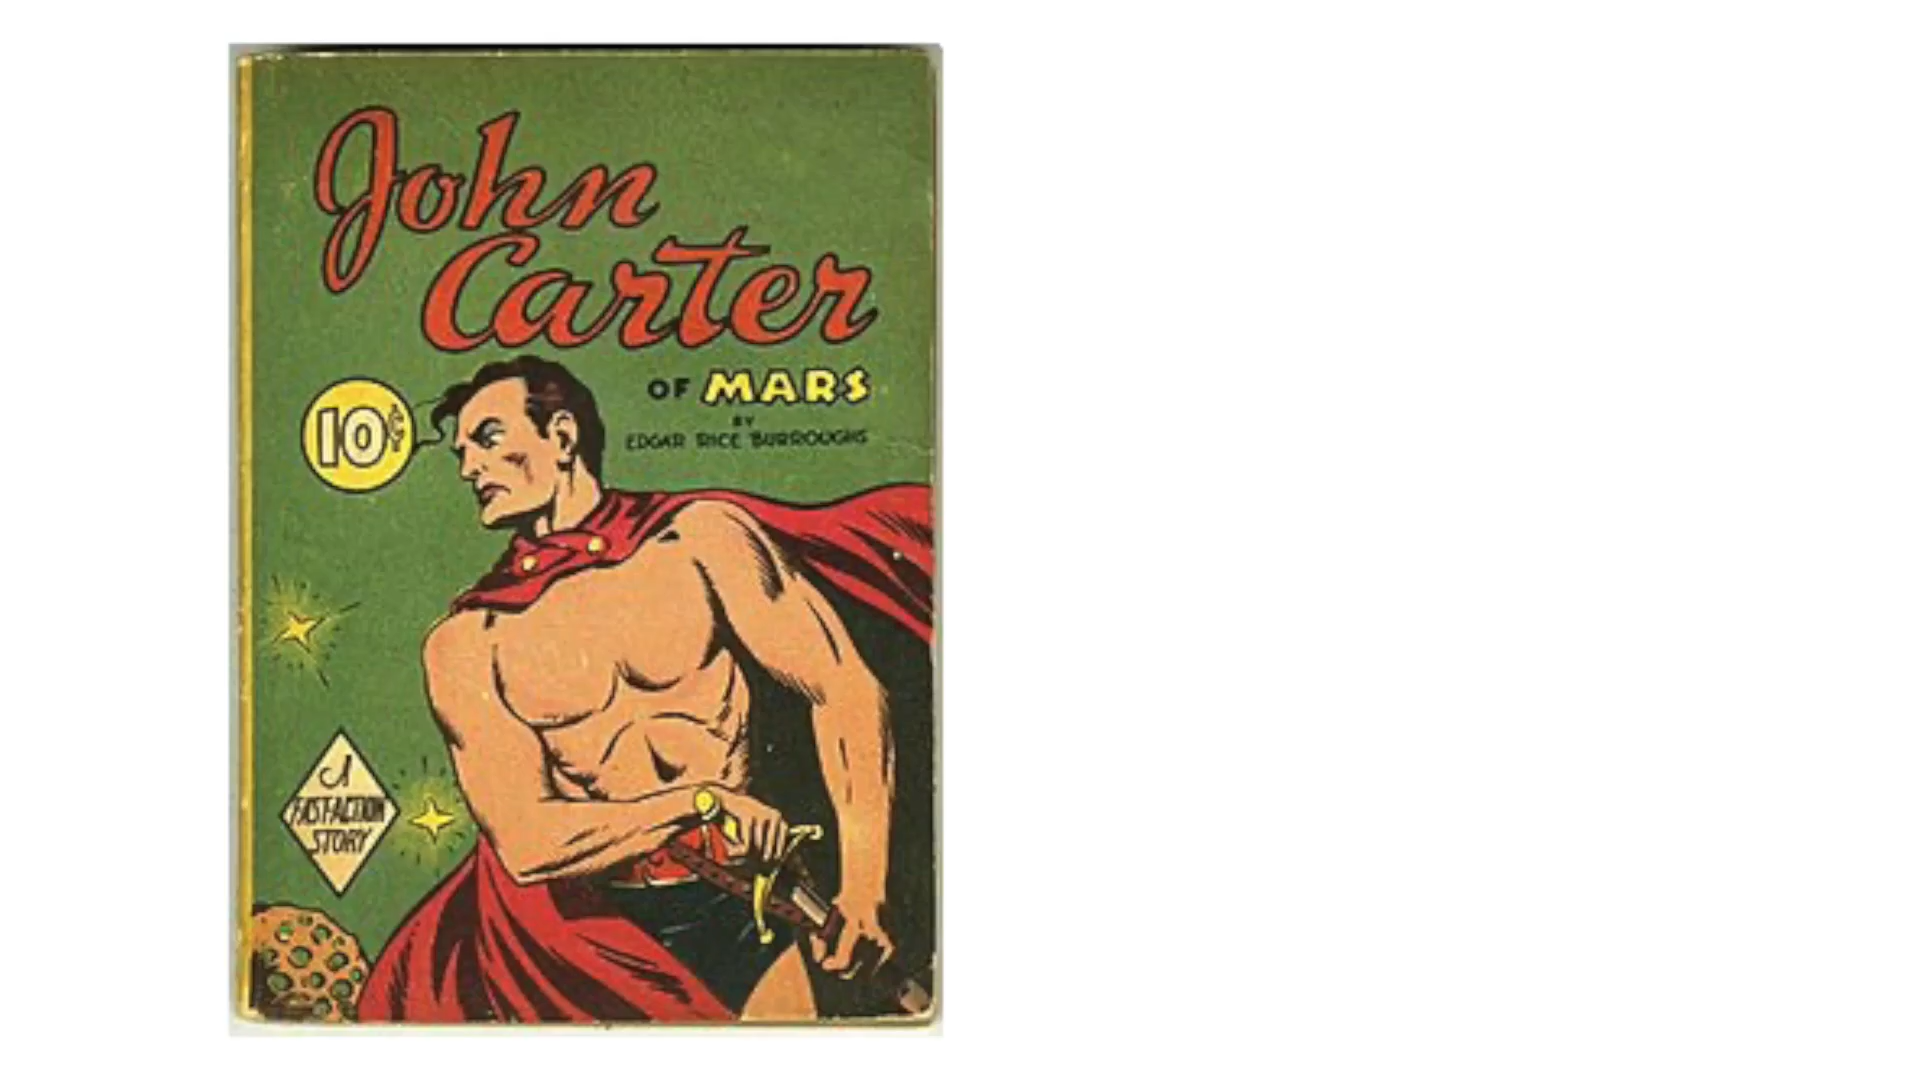 John
Carter
OF MARS
BY
EDGAR RICE BURROUGHS
10¢
A
FAST-ACTION
STORY